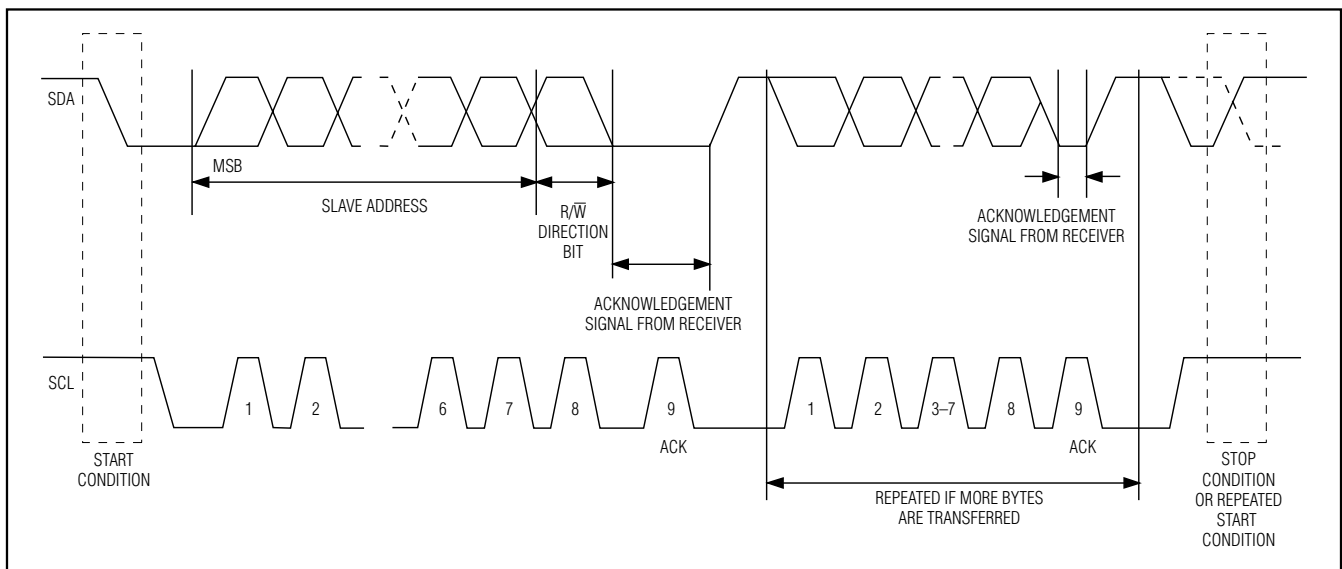 SDA
MSB
SLAVE ADDRESS
R/W̅
DIRECTION
BIT
ACKNOWLEDGEMENT
SIGNAL FROM RECEIVER
ACKNOWLEDGEMENT
SIGNAL FROM RECEIVER
SCL
1
2
6
7
8
9
ACK
1
2
3–7
8
9
ACK
START
CONDITION
REPEATED IF MORE BYTES
ARE TRANSFERRED
STOP
CONDITION
OR REPEATED
START
CONDITION